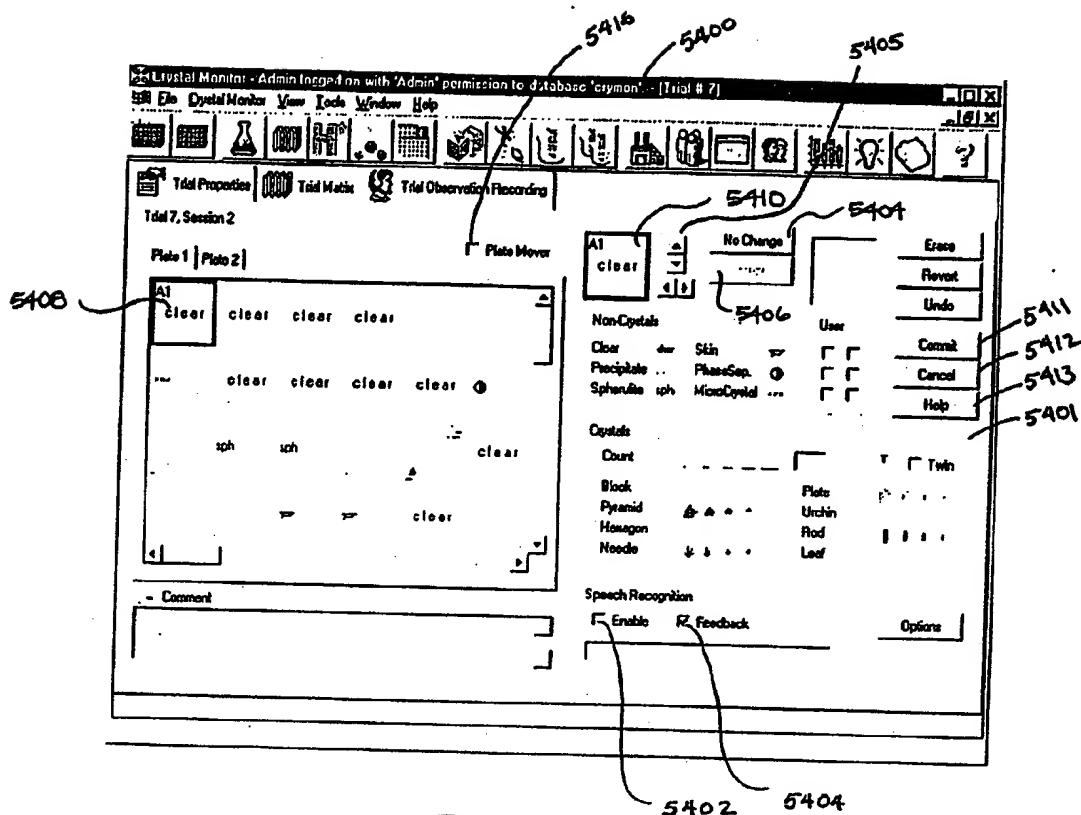 5416
5400
5405
Crystal Monitor - Admin logged on with 'Admin' permission to database 'crymon'. - [Trial # 7]
File Crystal Monitor View Tools Window Help
Trial Properties Trial Matrix Trial Observation Recording
5410
5404
Trial 7, Session 2
Plate Mover
A1
clear
No Change
Erase
Plate 1 Plate 2
Revert
5408
A1
clear clear clear clear
5406
Undo
Non-Crystals
User
5411
Clear Skin
Commit
5412
clear clear clear clear
Precipitate PhaseSep.
Cancel
5413
Spherulite sph MicroCrystal
Help
5401
sph sph clear
Crystals
Count
Twin
Block Plate
Pyramid Urchin
clear
Hexagon Rod
Needle Leaf
Comment
Speech Recognition
Enable Feedback
Options
5402
5404